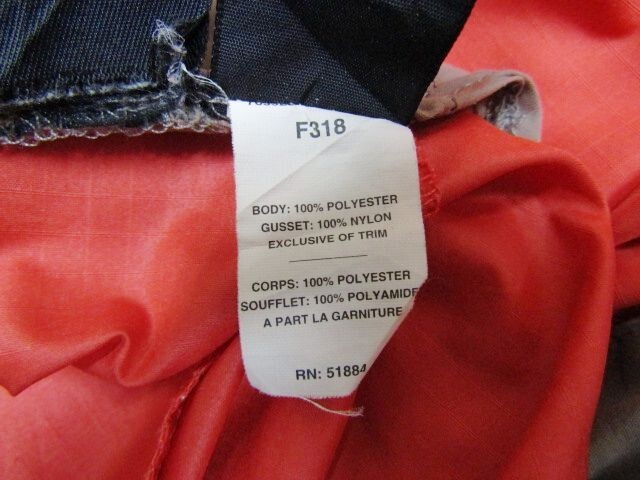 F318
BODY: 100% POLYESTER
GUSSET: 100% NYLON
EXCLUSIVE OF TRIM
CORPS: 100% POLYESTER
SOUFFLET: 100% POLYAMIDE
A PART LA GARNITURE
RN: 51884